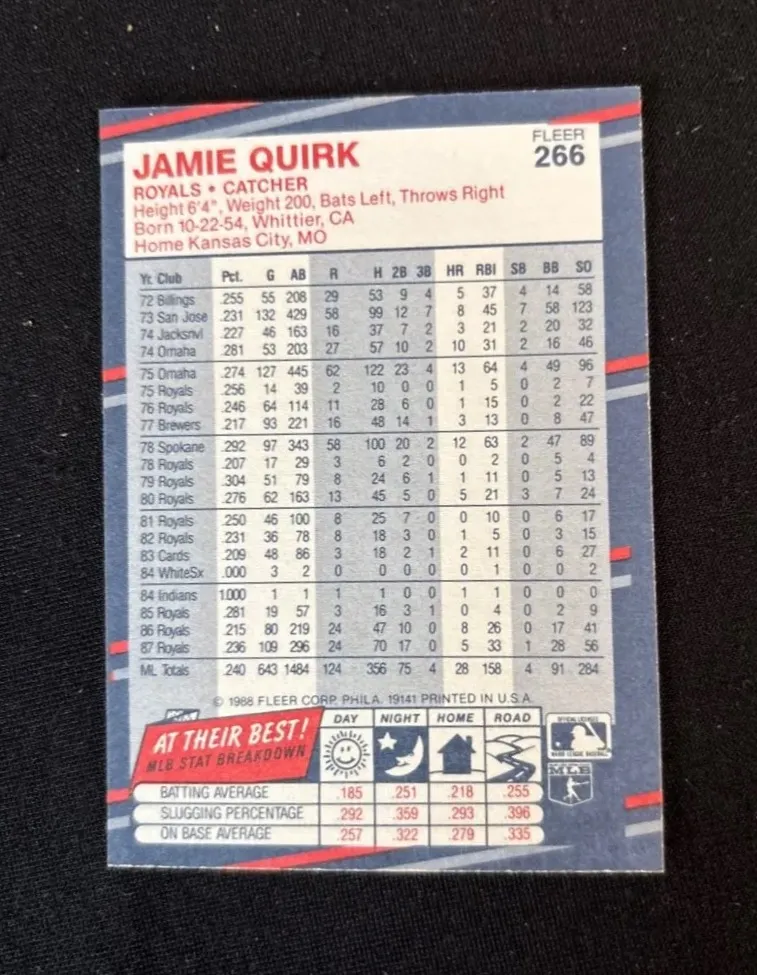 FLEER
266
JAMIE QUIRK
ROYALS • CATCHER
Height 6'4", Weight 200, Bats Left, Throws Right
Born 10-22-54, Whittier, CA
Home Kansas City, MO
Yr. Club Pct. G AB R H 2B 3B HR RBI SB BB SO
72 Billings .255 55 208 29 53 9 4 5 37 4 14 58
73 San Jose .231 132 429 58 99 12 7 8 45 7 58 123
74 Jacksnvl .227 46 163 16 37 7 2 3 21 2 20 32
74 Omaha .281 53 203 27 57 10 2 10 31 2 16 46
75 Omaha .274 127 445 62 122 23 4 13 64 4 49 96
75 Royals .256 14 39 2 10 0 0 1 5 0 2 7
76 Royals .246 64 114 11 28 6 0 1 15 0 2 22
77 Brewers .217 93 221 16 48 14 1 3 13 0 8 47
78 Spokane .292 97 343 58 100 20 2 12 63 2 47 89
78 Royals .207 17 29 3 6 2 0 0 2 0 5 4
79 Royals .304 51 79 8 24 6 1 1 11 0 5 13
80 Royals .276 62 163 13 45 5 0 5 21 3 7 24
81 Royals .250 46 100 8 25 7 0 0 10 0 6 17
82 Royals .231 36 78 8 18 3 0 1 5 0 3 15
83 Cards .209 48 86 3 18 2 1 2 11 0 6 27
84 WhiteSx .000 3 2 0 0 0 0 0 1 0 0 2
84 Indians 1.000 1 1 1 1 0 0 1 1 0 0 0
85 Royals .281 19 57 3 16 3 1 0 4 0 2 9
86 Royals .215 80 219 24 47 10 0 8 26 0 17 41
87 Royals .236 109 296 24 70 17 0 5 33 1 28 56
ML Totals .240 643 1484 124 356 75 4 28 158 4 91 284
© 1988 FLEER CORP. PHILA. 19141 PRINTED IN U.S.A.
AT THEIR BEST!
MLB STAT BREAKDOWN
DAY NIGHT HOME ROAD
BATTING AVERAGE .185 .251 .218 .255
SLUGGING PERCENTAGE .292 .359 .293 .396
ON BASE AVERAGE .257 .322 .279 .335
OFFICIAL LICENSEE
MAJOR LEAGUE BASEBALL
MLB